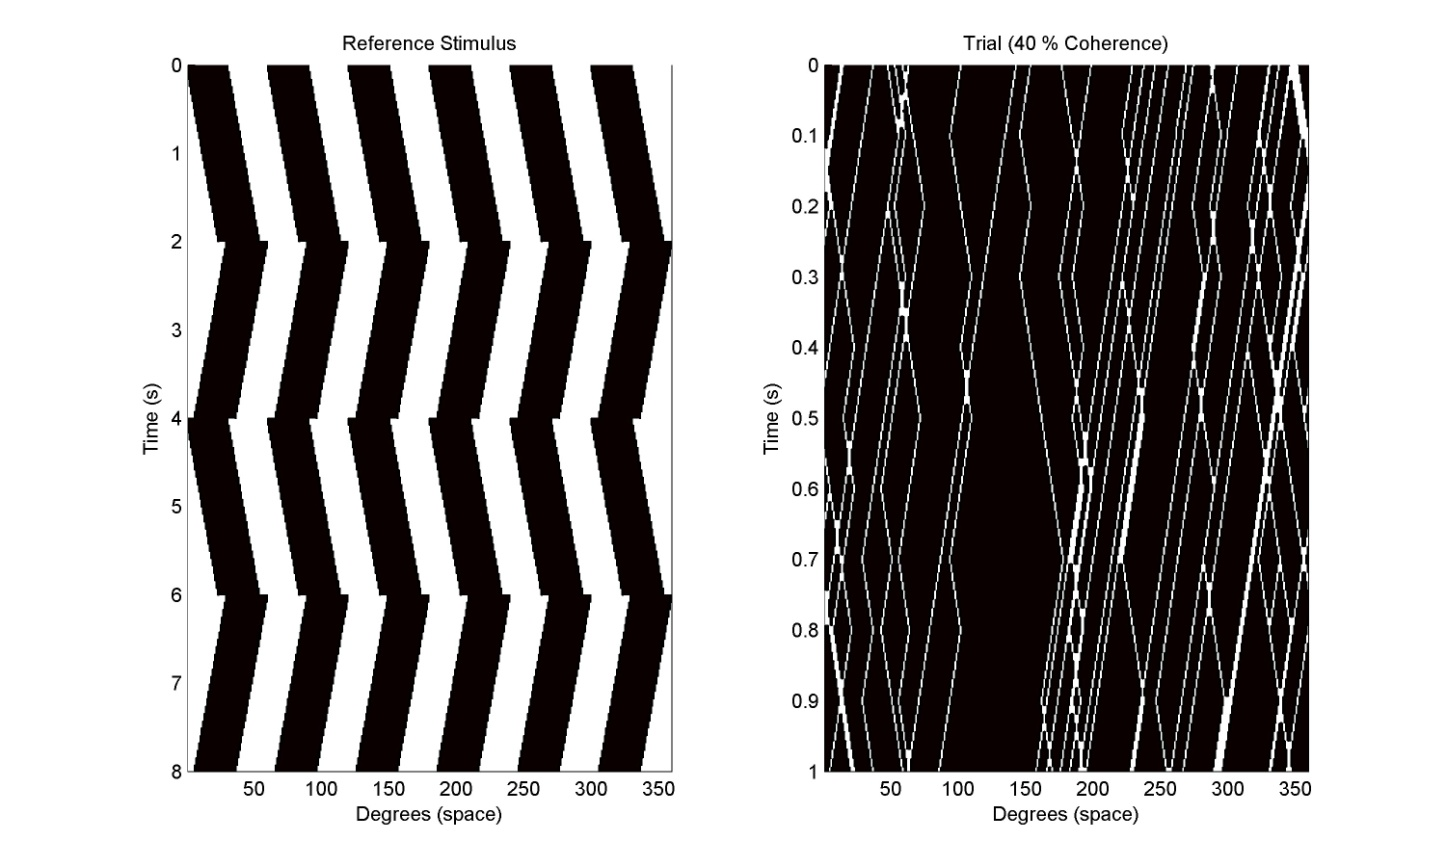 Reference Stimulus
0
1
2
3
4
5
6
7
8
Time (s)
50 100 150 200 250 300 350
Degrees (space)
Trial (40 % Coherence)
0
0.1
0.2
0.3
0.4
0.5
0.6
0.7
0.8
0.9
1
Time (s)
50 100 150 200 250 300 350
Degrees (space)